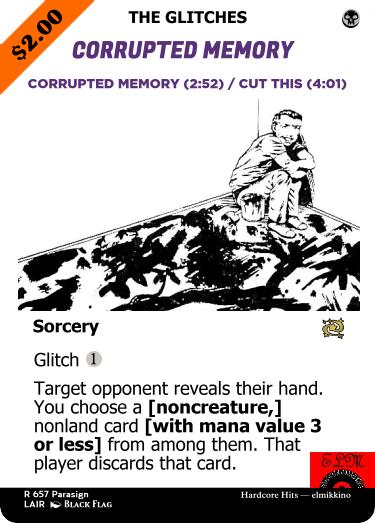 $2.00
THE GLITCHES
CORRUPTED MEMORY
CORRUPTED MEMORY (2:52) / CUT THIS (4:01)
Sorcery
Glitch 1
Target opponent reveals their hand.
You choose a [noncreature,]
nonland card [with mana value 3
or less] from among them. That
player discards that card.
ELM
R 657 Parasign
LAIR BLACK FLAG
Hardcore Hits — elmikkino